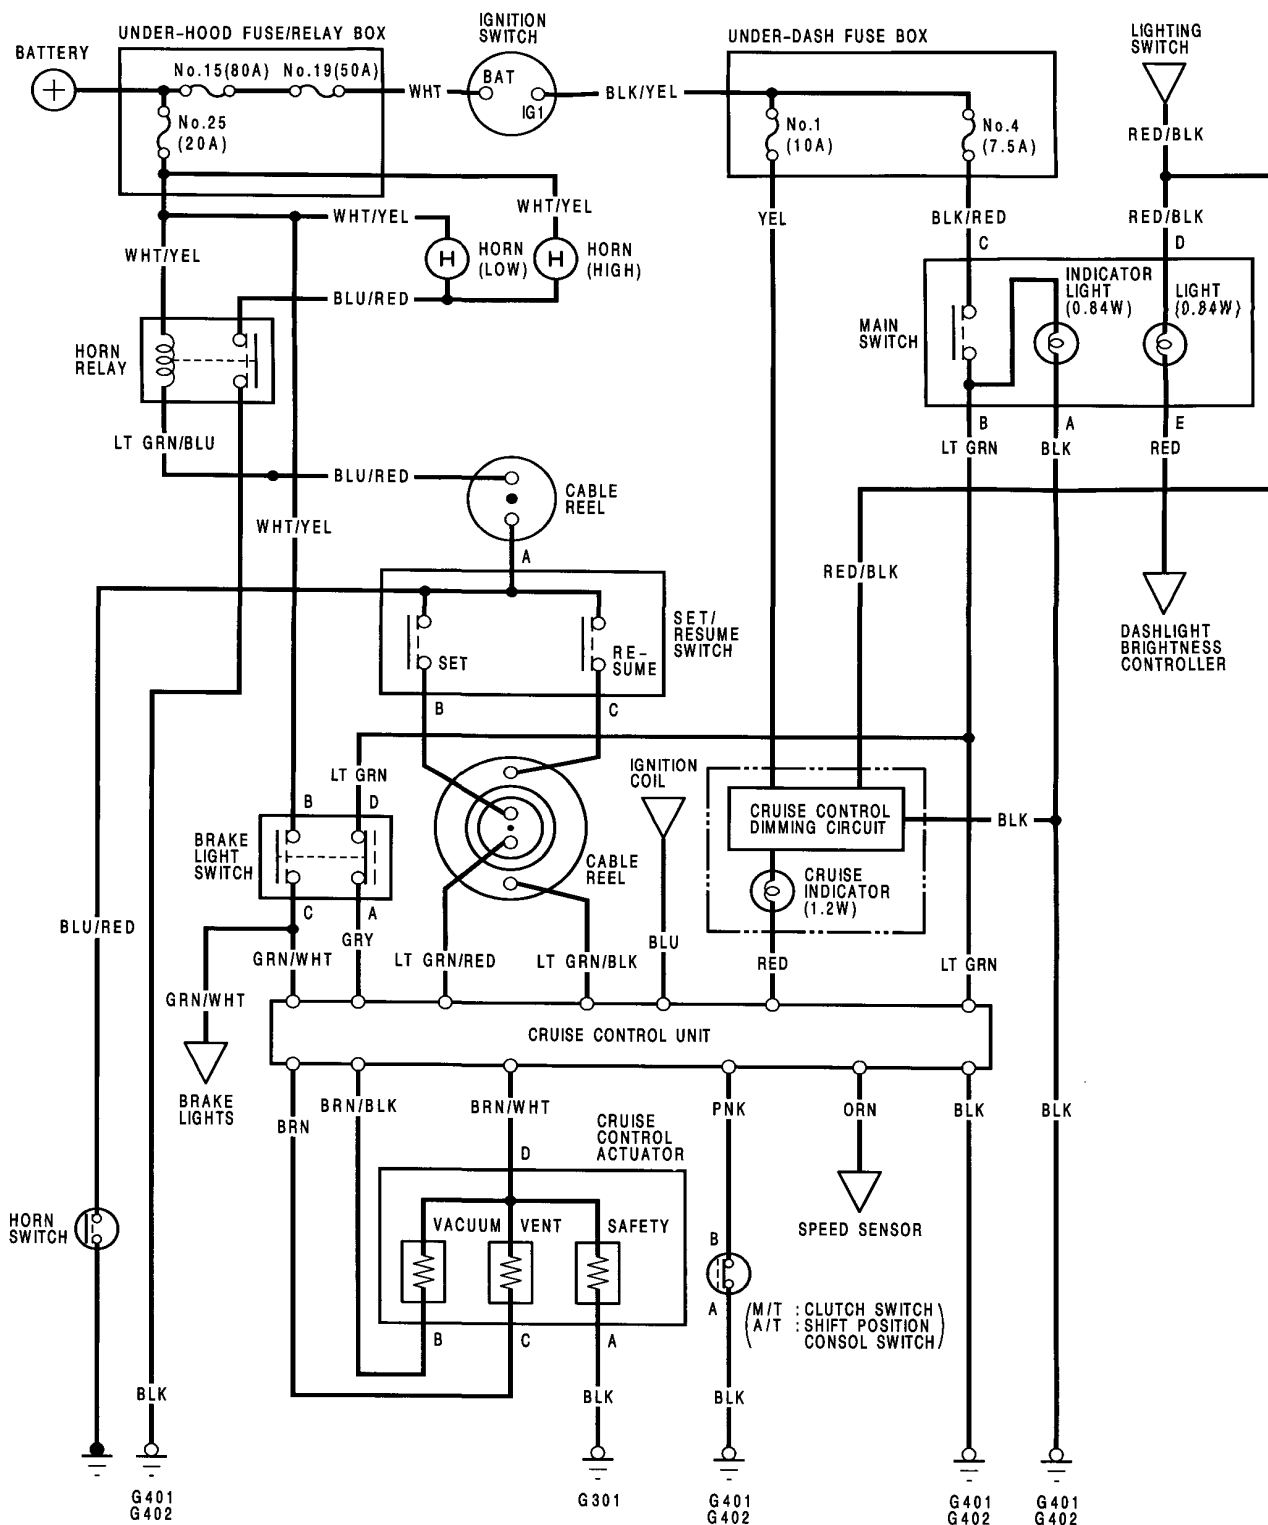 IGNITION
SWITCH
UNDER-HOOD FUSE/RELAY BOX
UNDER-DASH FUSE BOX
LIGHTING
SWITCH
BATTERY
+
No.15(80A)
No.19(50A)
WHT
BAT
IG1
BLK/YEL
No.25
(20A)
No.1
(10A)
No.4
(7.5A)
RED/BLK
WHT/YEL
WHT/YEL
YEL
BLK/RED
RED/BLK
C
D
WHT/YEL
H
HORN
(LOW)
H
HORN
(HIGH)
INDICATOR
LIGHT
(0.84W)
LIGHT
(0.84W)
BLU/RED
MAIN
SWITCH
HORN
RELAY
B
A
E
LT GRN/BLU
LT GRN
BLK
RED
BLU/RED
CABLE
REEL
WHT/YEL
A
RED/BLK
SET/
RESUME
SWITCH
SET
RE-
SUME
DASHLIGHT
BRIGHTNESS
CONTROLLER
B
C
LT GRN
IGNITION
COIL
B
D
BRAKE
LIGHT
SWITCH
CRUISE CONTROL
DIMMING CIRCUIT
BLK
CABLE
REEL
CRUISE
INDICATOR
(1.2W)
C
A
BLU/RED
GRY
GRN/WHT
LT GRN/RED
LT GRN/BLK
BLU
RED
LT GRN
GRN/WHT
CRUISE CONTROL UNIT
BRAKE
LIGHTS
BRN
BRN/BLK
BRN/WHT
PNK
ORN
BLK
BLK
CRUISE
CONTROL
ACTUATOR
D
HORN
SWITCH
VACUUM
VENT
SAFETY
SPEED SENSOR
B
A
(M/T : CLUTCH SWITCH
A/T : SHIFT POSITION
CONSOL SWITCH)
B
C
A
BLK
BLK
BLK
G401
G402
G301
G401
G402
G401
G402
G401
G402